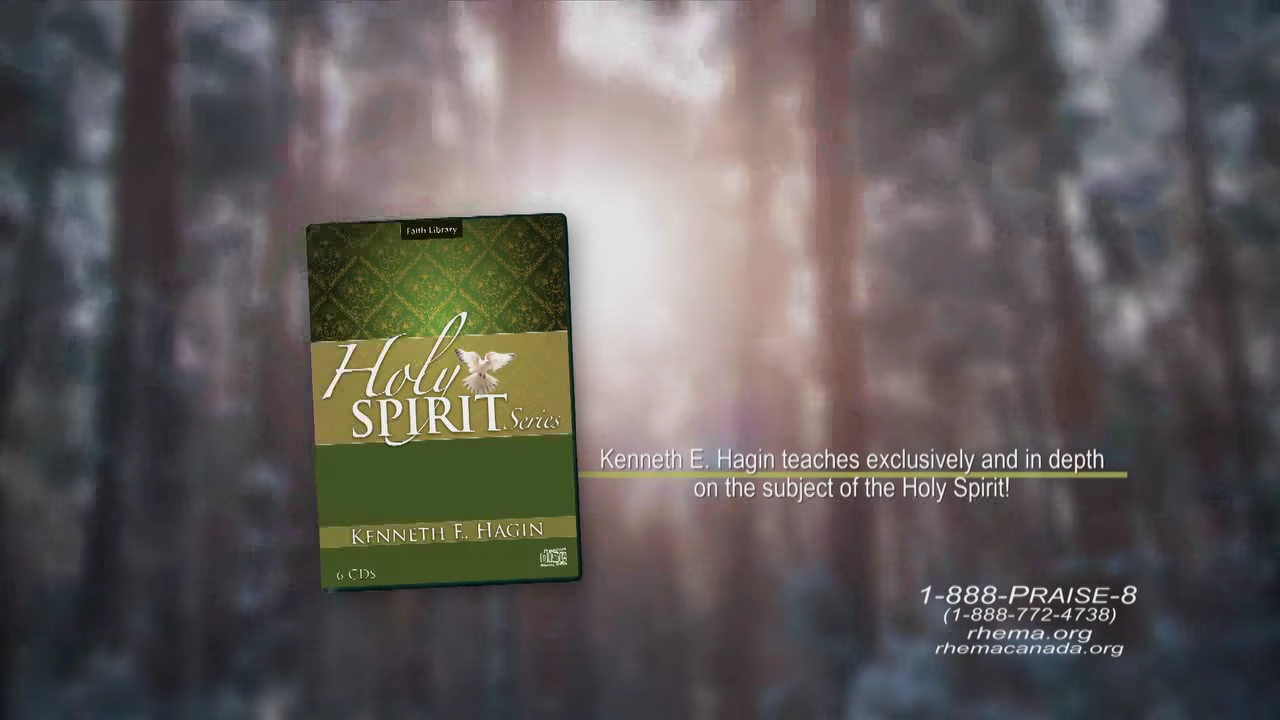 Faith Library
Holy
SPIRIT Series
KENNETH E. HAGIN
6 CDs
Kenneth E. Hagin teaches exclusively and in depth
on the subject of the Holy Spirit!
1-888-PRAISE-8
(1-888-772-4738)
rhema.org
rhemacanada.org